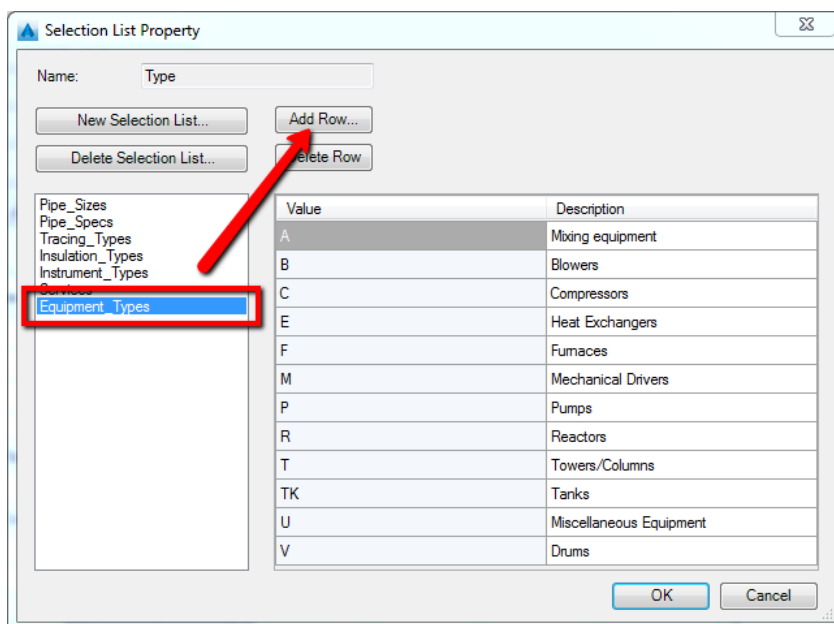 Selection List Property
Name: Type
New Selection List... Add Row...
Delete Selection List... Delete Row
Pipe_Sizes
Pipe_Specs
Tracing_Types
Insulation_Types
Instrument_Types
Services
Equipment_Types
Value Description
A Mixing equipment
B Blowers
C Compressors
E Heat Exchangers
F Furnaces
M Mechanical Drivers
P Pumps
R Reactors
T Towers/Columns
TK Tanks
U Miscellaneous Equipment
V Drums
OK Cancel